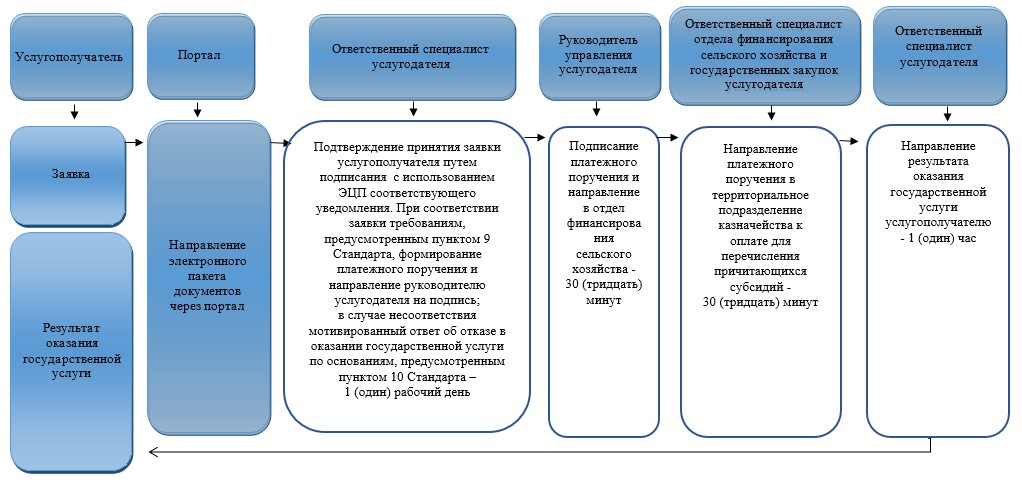 Услугополучатель
Портал
Ответственный специалист
услугодателя
Руководитель
управления
услугодателя
Ответственный специалист
отдела финансирования
сельского хозяйства и
государственных закупок
услугодателя
Ответственный
специалист
услугодателя
Заявка
Результат
оказания
государственной
услуги
Направление
электронного
пакета
документов
через портал
Подтверждение принятия заявки
услугополучателя путем
подписания с использованием
ЭЦП соответствующего
уведомления. При соответствии
заявки требованиям,
предусмотренным пунктом 9
Стандарта, формирование
платежного поручения и
направление руководителю
услугодателя на подпись;
в случае несоответствия
мотивированный ответ об отказе в
оказании государственной услуги
по основаниям, предусмотренным
пунктом 10 Стандарта –
1 (один) рабочий день
Подписание
платежного
поручения и
направление
в отдел
финансирова
ния
сельского
хозяйства -
30 (тридцать)
минут
Направление
платежного
поручения в
территориальное
подразделение
казначейства к
оплате для
перечисления
причитающихся
субсидий -
30 (тридцать) минут
Направление
результата
оказания
государственной
услуги
услугополучателю
- 1 (один) час